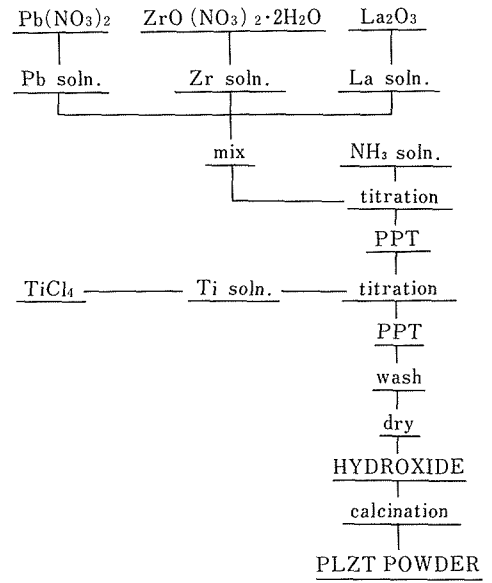 Pb(NO₃)₂ ZrO (NO₃) ₂·2H₂O La₂O₃
Pb soln. Zr soln. La soln.
mix NH₃ soln.
titration
PPT
TiCl₄ Ti soln. titration
PPT
wash
dry
HYDROXIDE
calcination
PLZT POWDER